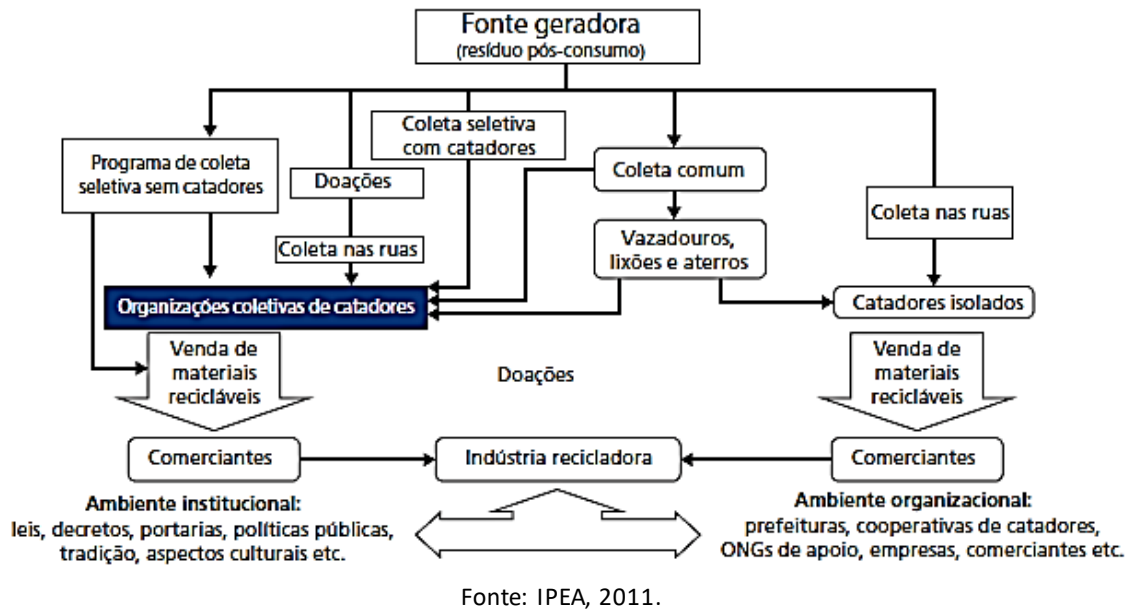 Fonte geradora
(resíduo pós-consumo)
Programa de coleta
seletiva sem catadores
Doações
Coleta nas ruas
Coleta seletiva
com catadores
Coleta comum
Vazadouros,
lixões e aterros
Coleta nas ruas
Organizações coletivas de catadores
Catadores isolados
Venda de
materiais
recicláveis
Doações
Venda de
materiais
recicláveis
Comerciantes
Indústria recicladora
Comerciantes
Ambiente institucional:
leis, decretos, portarias, políticas públicas,
tradição, aspectos culturais etc.
Ambiente organizacional:
prefeituras, cooperativas de catadores,
ONGs de apoio, empresas, comerciantes etc.
Fonte: IPEA, 2011.